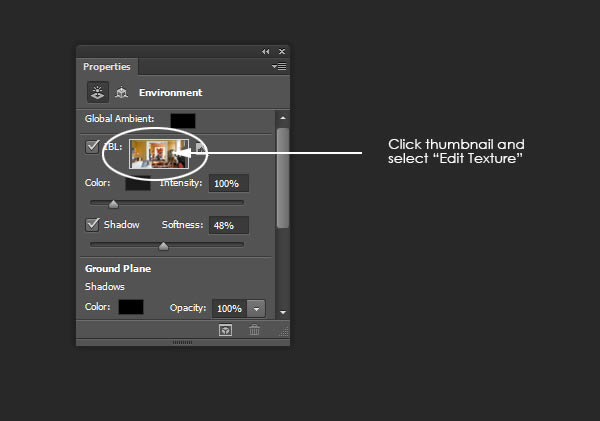 Properties
Environment
Global Ambient:
IBL:
Color: Intensity: 100%
Shadow Softness: 48%
Ground Plane
Shadows
Color: Opacity: 100%
Click thumbnail and
select “Edit Texture”